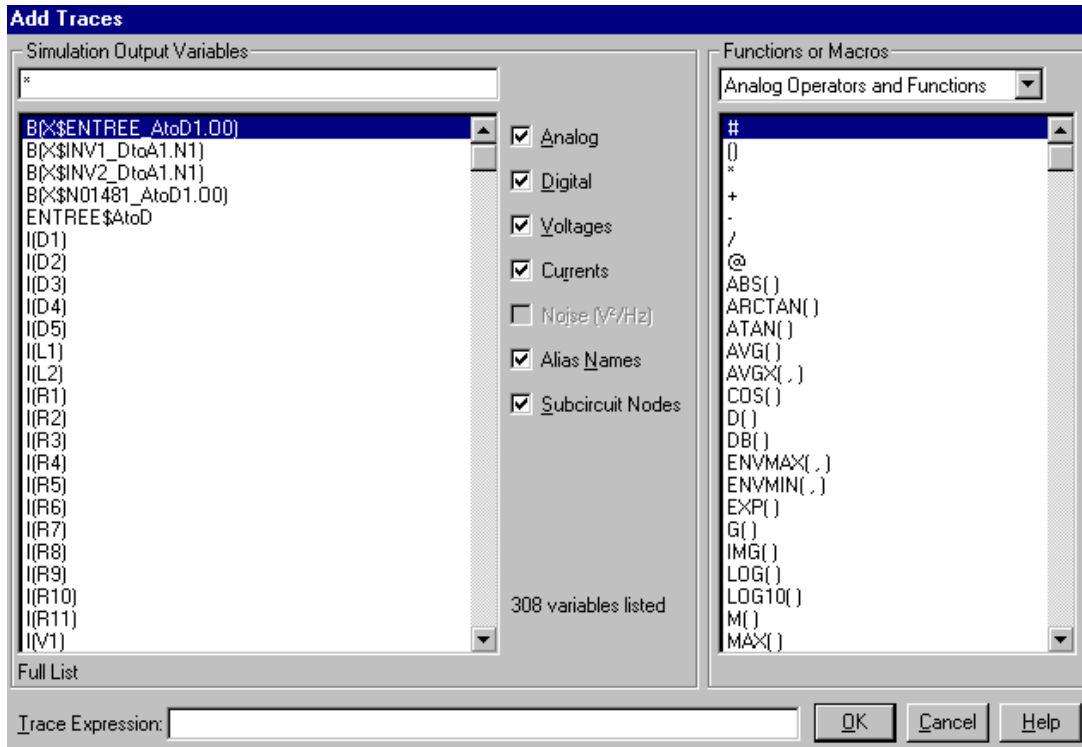 Add Traces
Simulation Output Variables
*
B(X$ENTREE_AtoD1.O0)
B(X$INV1_DtoA1.N1)
B(X$INV2_DtoA1.N1)
B(X$N01481_AtoD1.O0)
ENTREE$AtoD
I(D1)
I(D2)
I(D3)
I(D4)
I(D5)
I(L1)
I(L2)
I(R1)
I(R2)
I(R3)
I(R4)
I(R5)
I(R6)
I(R7)
I(R8)
I(R9)
I(R10)
I(R11)
I(V1)
Full List
Analog
Digital
Voltages
Currents
Noise (V²/Hz)
Alias Names
Subcircuit Nodes
308 variables listed
Functions or Macros
Analog Operators and Functions
#
()
*
+
-
/
@
ABS( )
ARCTAN( )
ATAN( )
AVG( )
AVGX( , )
COS( )
D( )
DB( )
ENVMAX( , )
ENVMIN( , )
EXP( )
G( )
IMG( )
LOG( )
LOG10( )
M( )
MAX( )
Trace Expression:
OK
Cancel
Help